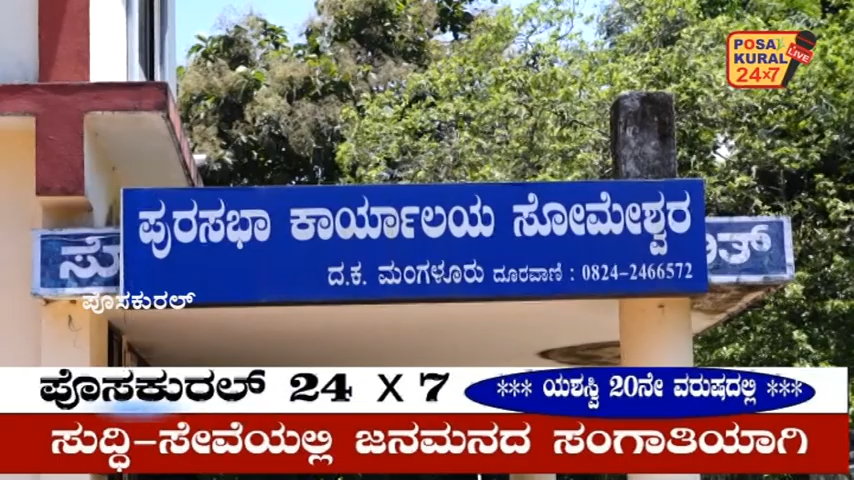 POSA
KURAL
24x7
LIVE
ಪುರಸಭಾ ಕಾರ್ಯಾಲಯ ಸೋಮೇಶ್ವರ
ದ.ಕ. ಮಂಗಳೂರು ದೂರವಾಣಿ : 0824-2466572
ಸೋ
ತ್
ಪೊಸಕುರಲ್
ಪೊಸಕುರಲ್ 24 X 7
*** ಯಶಸ್ವಿ 20ನೇ ವರುಷದಲ್ಲಿ ***
ಸುದ್ಧಿ-ಸೇವೆಯಲ್ಲಿ ಜನಮನದ ಸಂಗಾತಿಯಾಗಿ